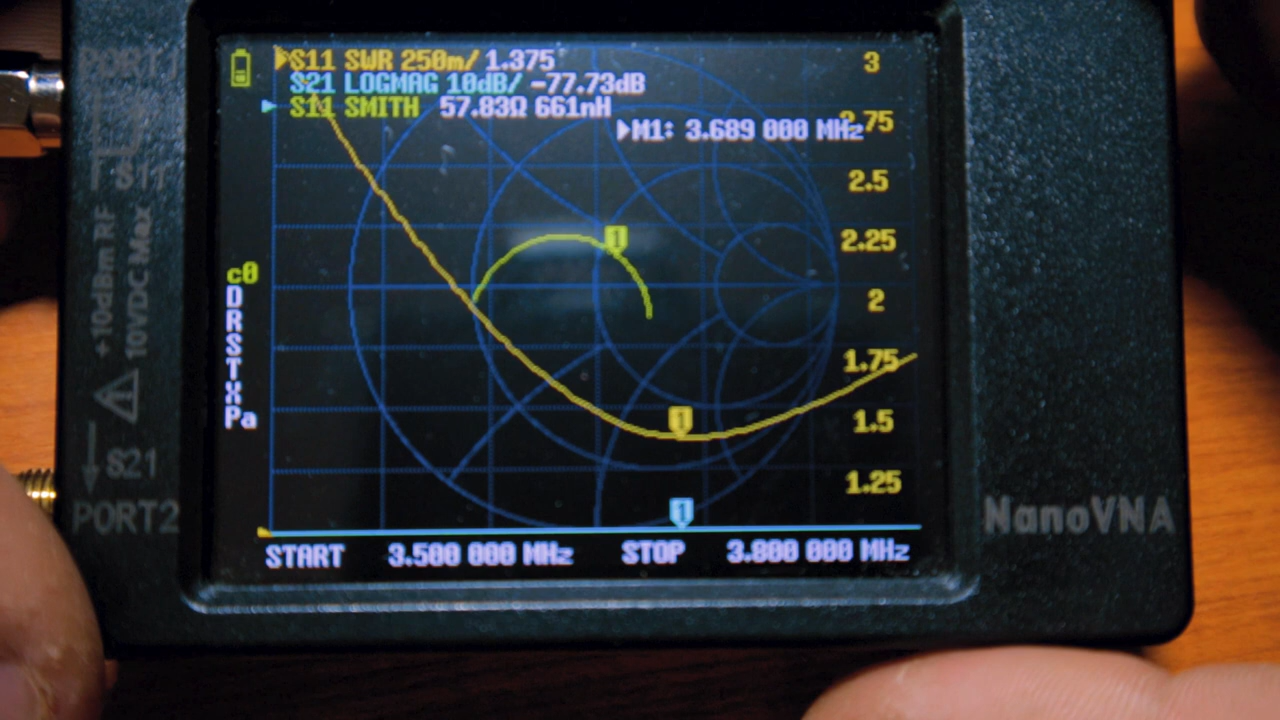 S11 SWR 250m/ 1.375
S21 LOGMAG 10dB/ -77.73dB
S11 SMITH 57.83Ω 661nH
M1: 3.689 000 MHz
3
2.75
2.5
2.25
2
1.75
1.5
1.25
c0
D
R
S
T
X
Pa
1
1
1
START 3.500 000 MHz STOP 3.800 000 MHz
PORT1
S11
+10dBm RF
10VDC Max
S21
PORT2
NanoVNA